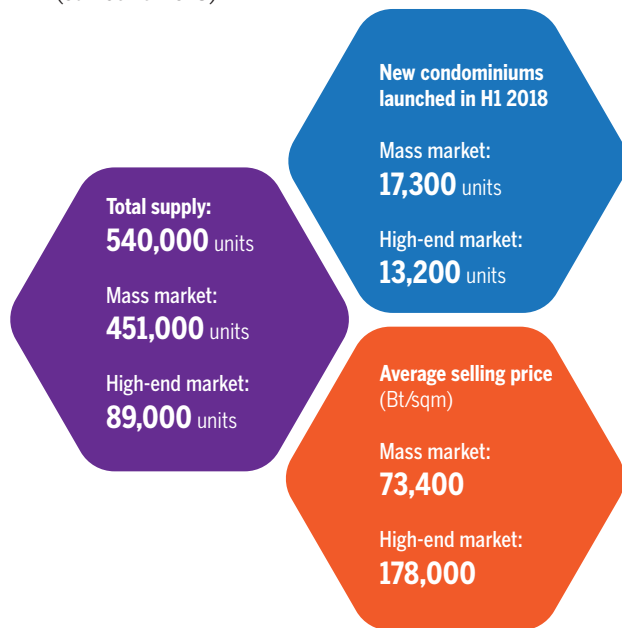 Total supply:
540,000 units
Mass market:
451,000 units
High-end market:
89,000 units
New condominiums
launched in H1 2018
Mass market:
17,300 units
High-end market:
13,200 units
Average selling price
(Bt/sqm)
Mass market:
73,400
High-end market:
178,000